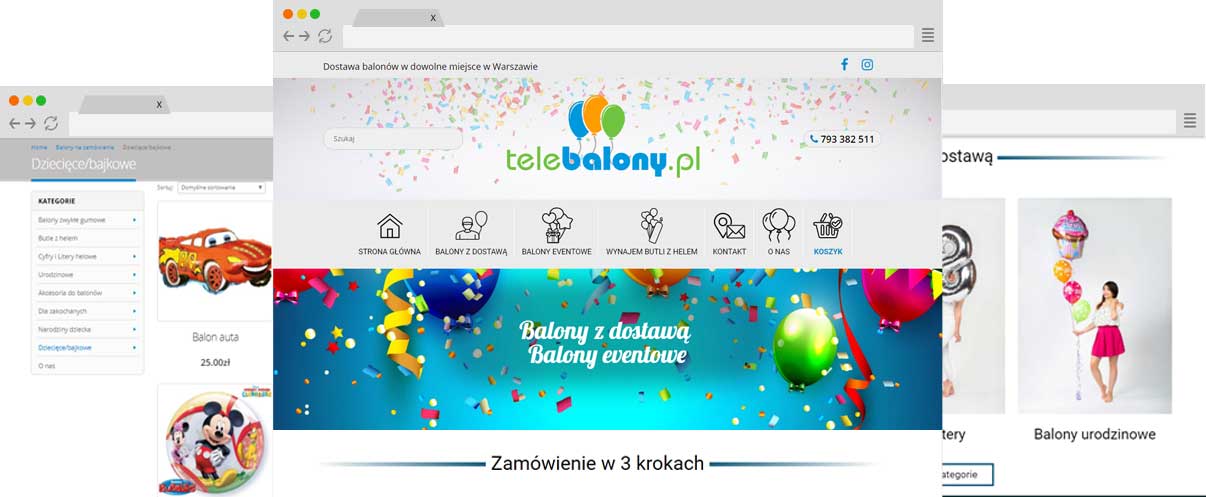 X
Dostawa balonów w dowolne miejsce w Warszawie
Szukaj
telebalony.pl
793 382 511
STRONA GŁÓWNA
BALONY Z DOSTAWĄ
BALONY EVENTOWE
WYNAJEM BUTLI Z HELEM
KONTAKT
O NAS
KOSZYK
Balony z dostawą
Balony eventowe
Zamówienie w 3 krokach
X
Home Balony na zamówienie Dziecięce/bajkowe
Dziecięce/bajkowe
Sortuj: Domyślne sortowanie
KATEGORIE
Balony zwykłe gumowe
Butle z helem
Cyfry i Litery helowe
Urodzinowe
Akcesoria do balonów
Dla zakochanych
Narodziny dziecka
Dziecięce/bajkowe
O nas
Balon auta
25.00zł
ostawą
tery
Balony urodzinowe
ategorie